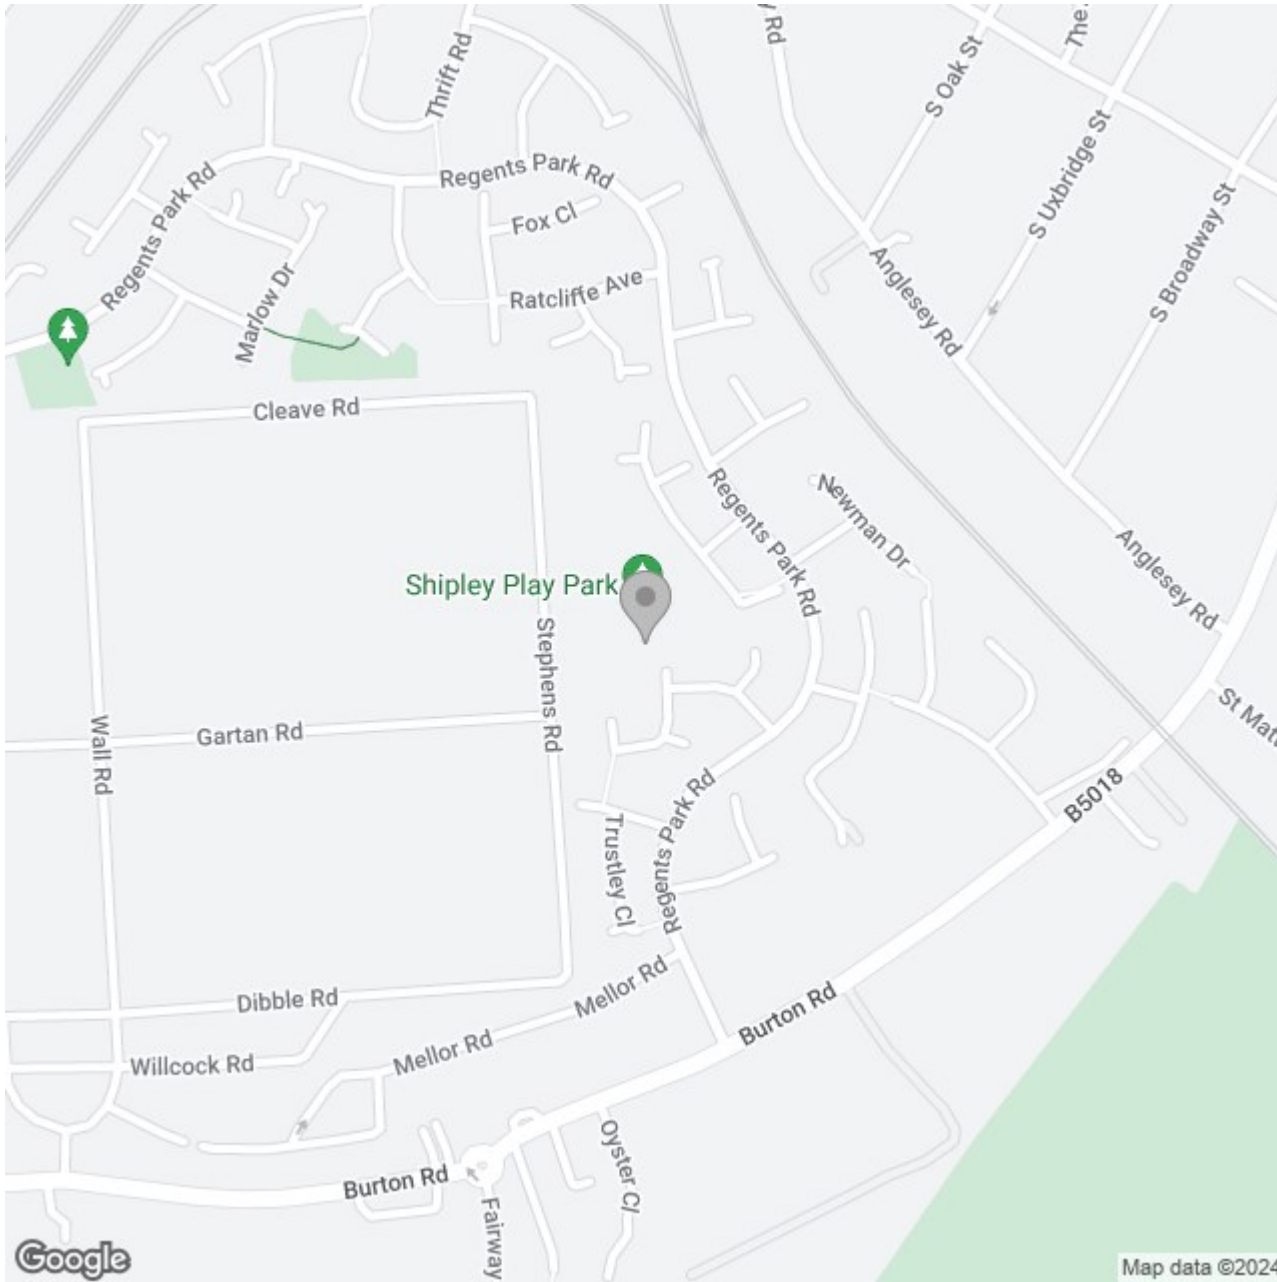 y Rd
S Oak St
The
Thrift Rd
S Uxbridge St
Regents Park Rd
Regents Park Rd
Fox Cl
S Broadway St
Marlow Dr
Ratcliffe Ave
Anglesey Rd
Cleave Rd
Newman Dr
Regents Park Rd
Anglesey Rd
Shipley Play Park
Stephens Rd
St Mat
Wall Rd
Gartan Rd
B5018
Regents Park Rd
Trustley Cl
Mellor Rd
Dibble Rd
Burton Rd
Mellor Rd
Willcock Rd
Oyster Cl
Burton Rd
Fairway
Google
Map data ©2024